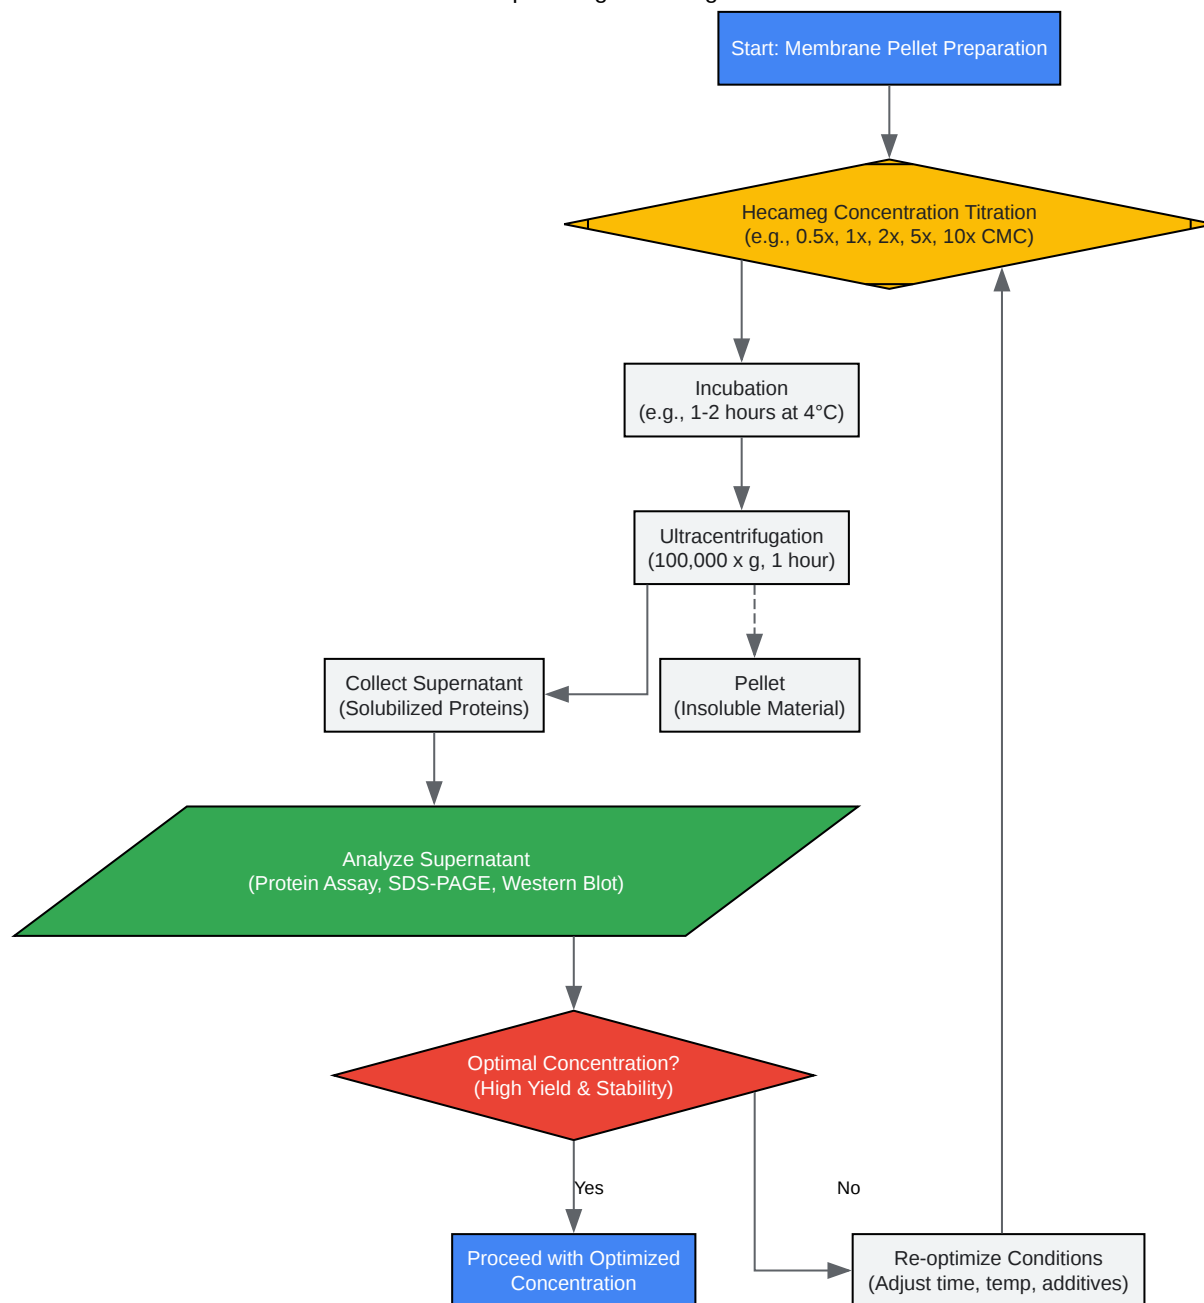 Start: Membrane Pellet Preparation
Hecameg Concentration Titration
(e.g., 0.5x, 1x, 2x, 5x, 10x CMC)
Incubation
(e.g., 1-2 hours at 4°C)
Ultracentrifugation
(100,000 x g, 1 hour)
Collect Supernatant
(Solubilized Proteins)
Pellet
(Insoluble Material)
Analyze Supernatant
(Protein Assay, SDS-PAGE, Western Blot)
Optimal Concentration?
(High Yield & Stability)
Yes
No
Proceed with Optimized
Concentration
Re-optimize Conditions
(Adjust time, temp, additives)